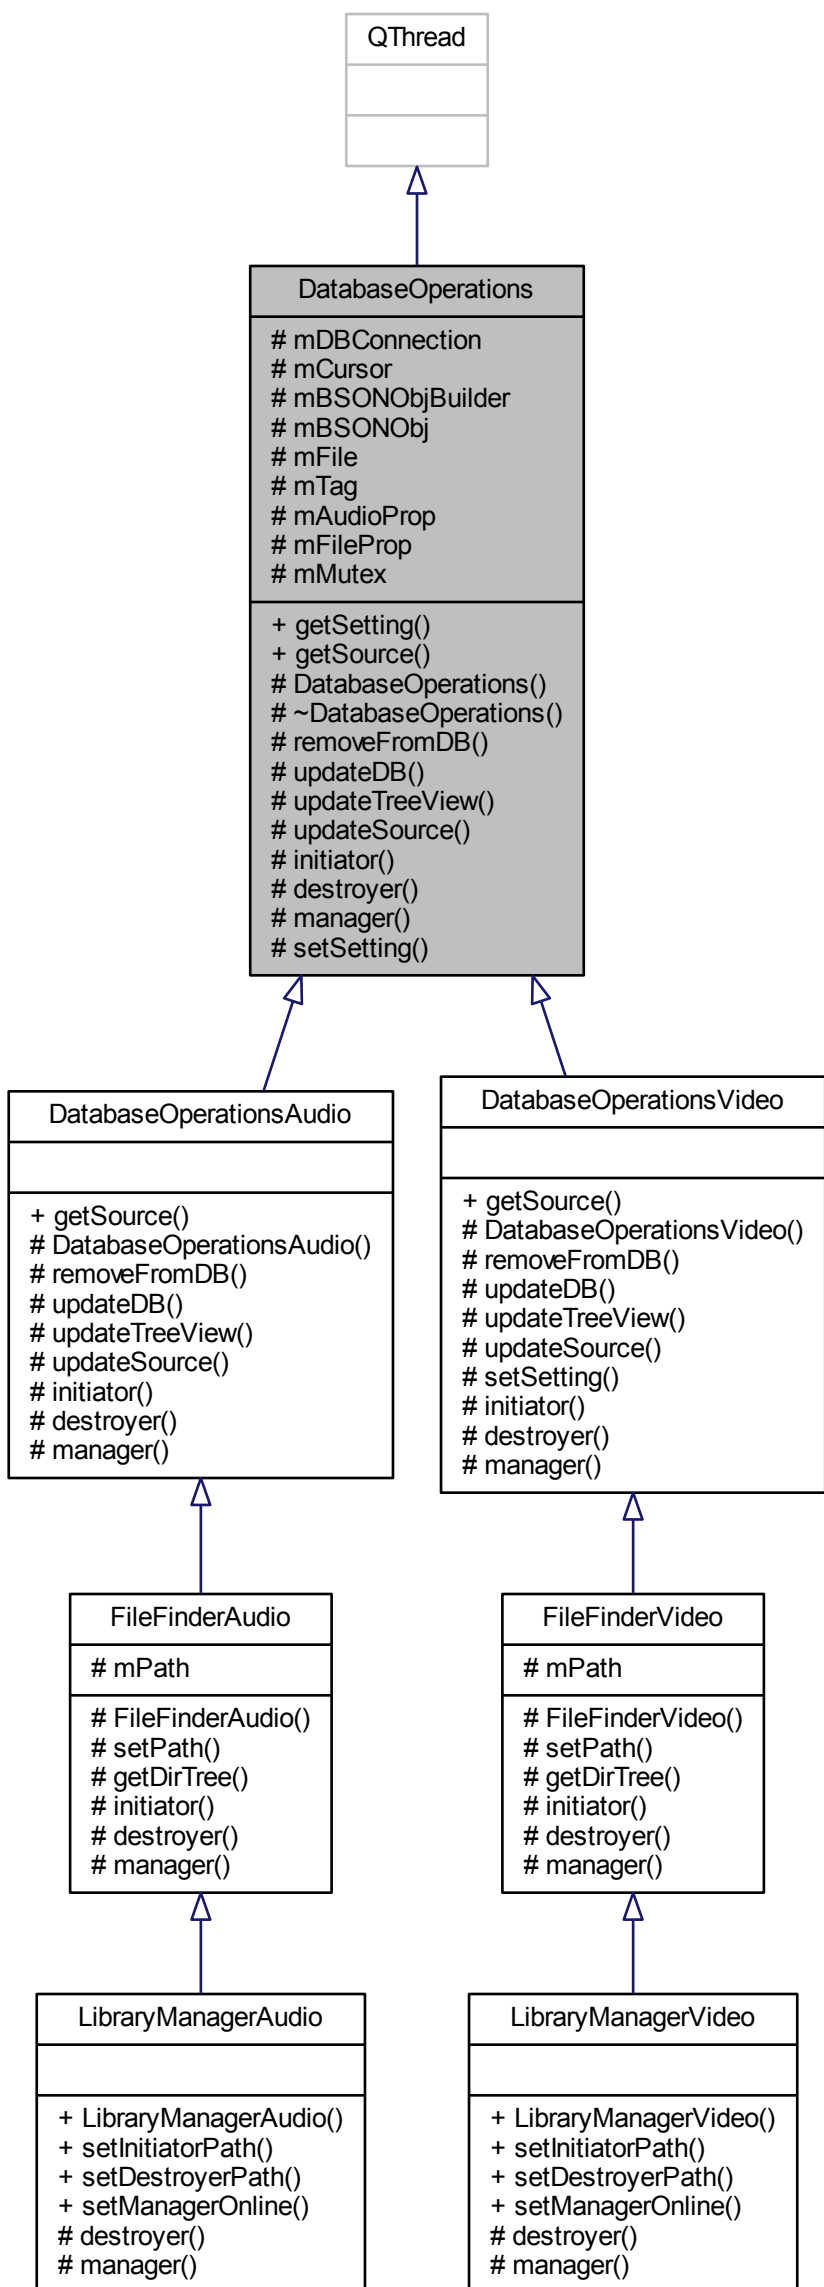 QThread
DatabaseOperations
# mDBConnection
# mCursor
# mBSONObjBuilder
# mBSONObj
# mFile
# mTag
# mAudioProp
# mFileProp
# mMutex
+ getSetting()
+ getSource()
# DatabaseOperations()
# ~DatabaseOperations()
# removeFromDB()
# updateDB()
# updateTreeView()
# updateSource()
# initiator()
# destroyer()
# manager()
# setSetting()
DatabaseOperationsAudio
+ getSource()
# DatabaseOperationsAudio()
# removeFromDB()
# updateDB()
# updateTreeView()
# updateSource()
# initiator()
# destroyer()
# manager()
DatabaseOperationsVideo
+ getSource()
# DatabaseOperationsVideo()
# removeFromDB()
# updateDB()
# updateTreeView()
# updateSource()
# setSetting()
# initiator()
# destroyer()
# manager()
FileFinderAudio
# mPath
# FileFinderAudio()
# setPath()
# getDirTree()
# initiator()
# destroyer()
# manager()
FileFinderVideo
# mPath
# FileFinderVideo()
# setPath()
# getDirTree()
# initiator()
# destroyer()
# manager()
LibraryManagerAudio
+ LibraryManagerAudio()
+ setInitiatorPath()
+ setDestroyerPath()
+ setManagerOnline()
# destroyer()
# manager()
LibraryManagerVideo
+ LibraryManagerVideo()
+ setInitiatorPath()
+ setDestroyerPath()
+ setManagerOnline()
# destroyer()
# manager()